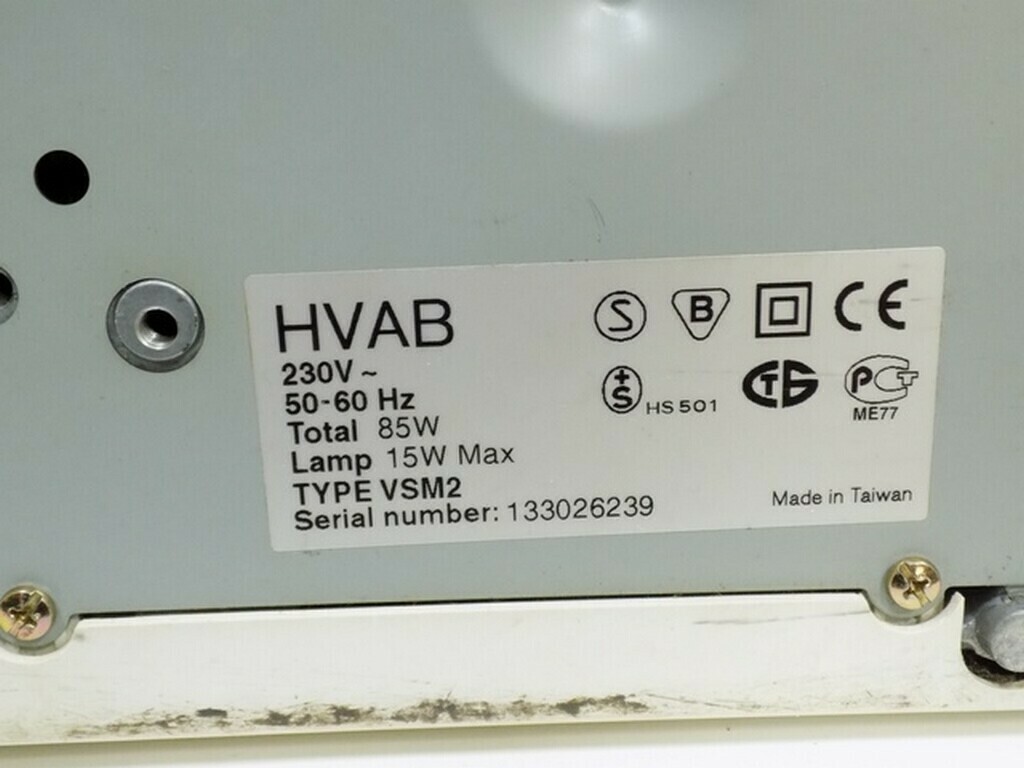 HVAB
230V ~
50-60 Hz
Total 85W
Lamp 15W Max
TYPE VSM2
Serial number: 133026239
S B CE
+S HS 501 PCT
ME77
Made in Taiwan